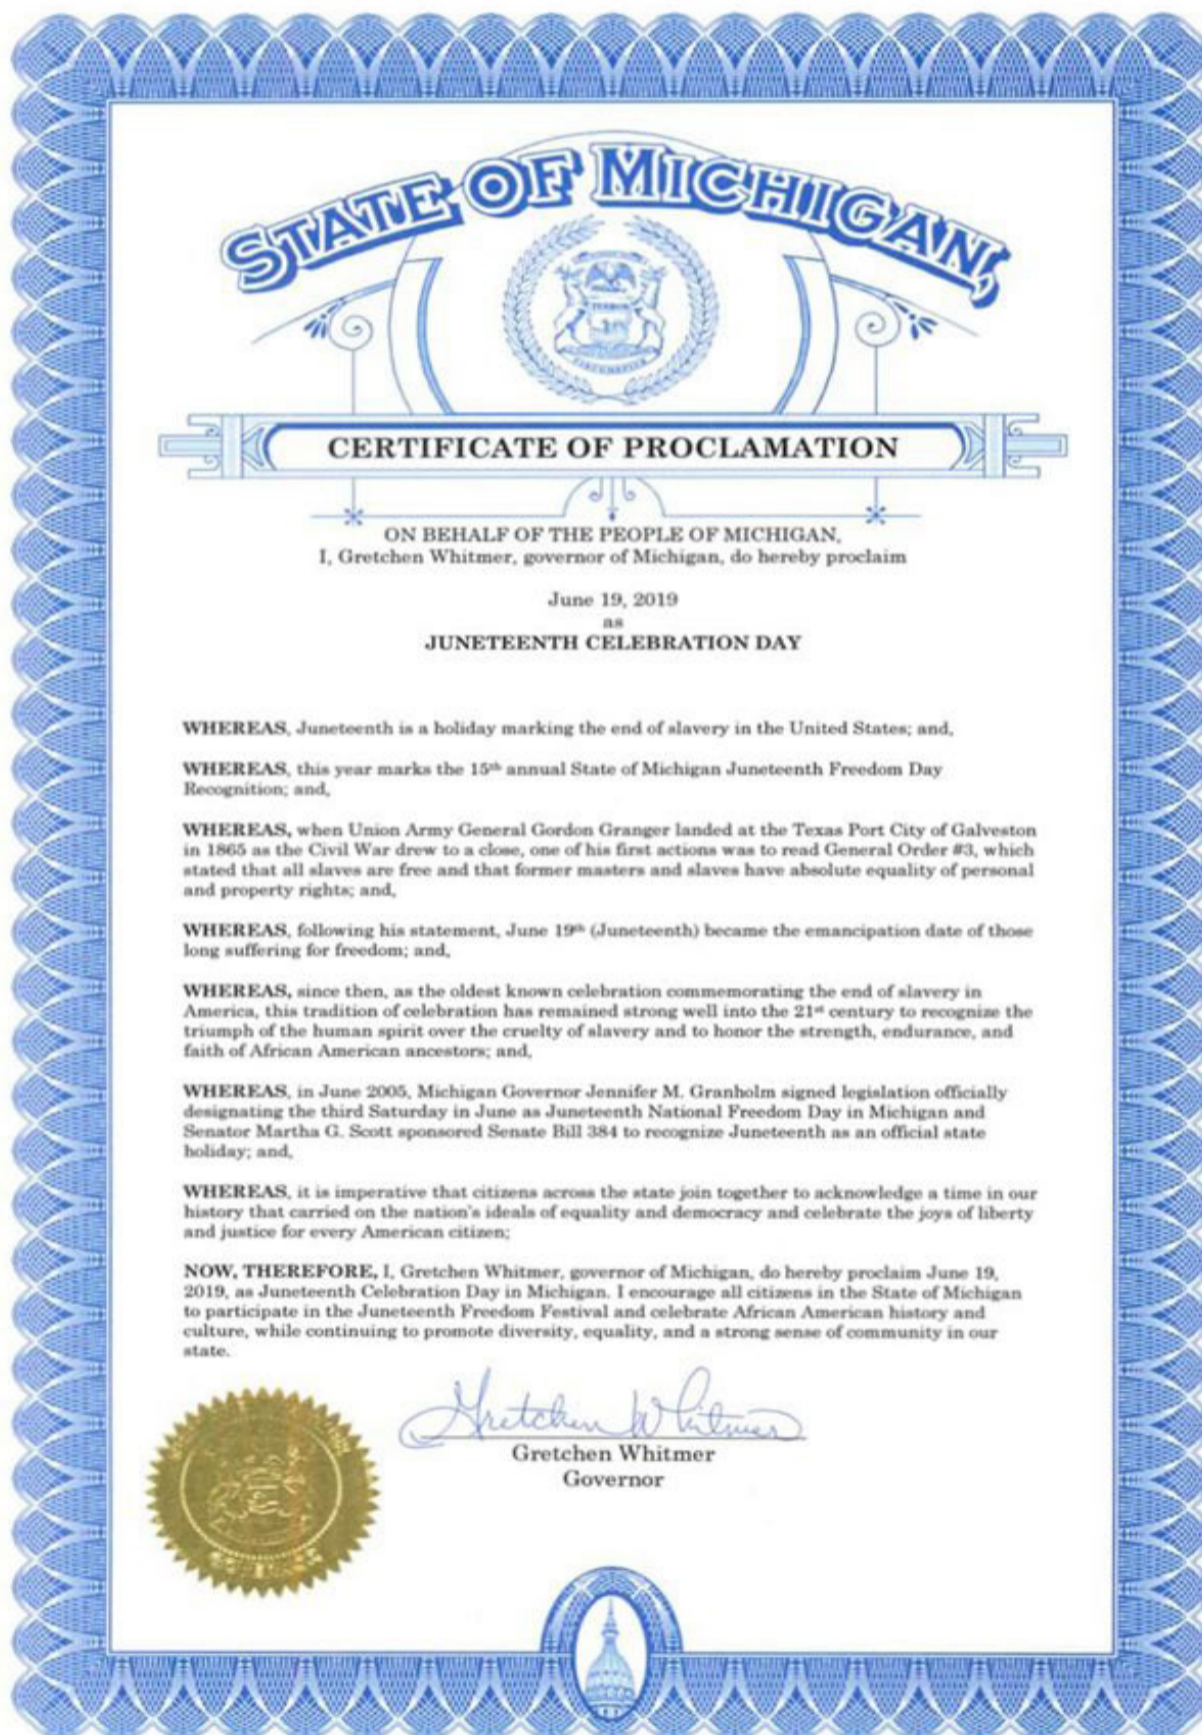 STATE OF MICHIGAN,
CERTIFICATE OF PROCLAMATION
ON BEHALF OF THE PEOPLE OF MICHIGAN,
I, Gretchen Whitmer, governor of Michigan, do hereby proclaim
June 19, 2019
as
JUNETEENTH CELEBRATION DAY
WHEREAS, Juneteenth is a holiday marking the end of slavery in the United States; and,
WHEREAS, this year marks the 15th annual State of Michigan Juneteenth Freedom Day
Recognition; and,
WHEREAS, when Union Army General Gordon Granger landed at the Texas Port City of Galveston
in 1865 as the Civil War drew to a close, one of his first actions was to read General Order #3, which
stated that all slaves are free and that former masters and slaves have absolute equality of personal
and property rights; and,
WHEREAS, following his statement, June 19th (Juneteenth) became the emancipation date of those
long suffering for freedom; and,
WHEREAS, since then, as the oldest known celebration commemorating the end of slavery in
America, this tradition of celebration has remained strong well into the 21st century to recognize the
triumph of the human spirit over the cruelty of slavery and to honor the strength, endurance, and
faith of African American ancestors; and,
WHEREAS, in June 2005, Michigan Governor Jennifer M. Granholm signed legislation officially
designating the third Saturday in June as Juneteenth National Freedom Day in Michigan and
Senator Martha G. Scott sponsored Senate Bill 384 to recognize Juneteenth as an official state
holiday; and,
WHEREAS, it is imperative that citizens across the state join together to acknowledge a time in our
history that carried on the nation's ideals of equality and democracy and celebrate the joys of liberty
and justice for every American citizen;
NOW, THEREFORE, I, Gretchen Whitmer, governor of Michigan, do hereby proclaim June 19,
2019, as Juneteenth Celebration Day in Michigan. I encourage all citizens in the State of Michigan
to participate in the Juneteenth Freedom Festival and celebrate African American history and
culture, while continuing to promote diversity, equality, and a strong sense of community in our
state.
Gretchen Whitmer
Gretchen Whitmer
Governor